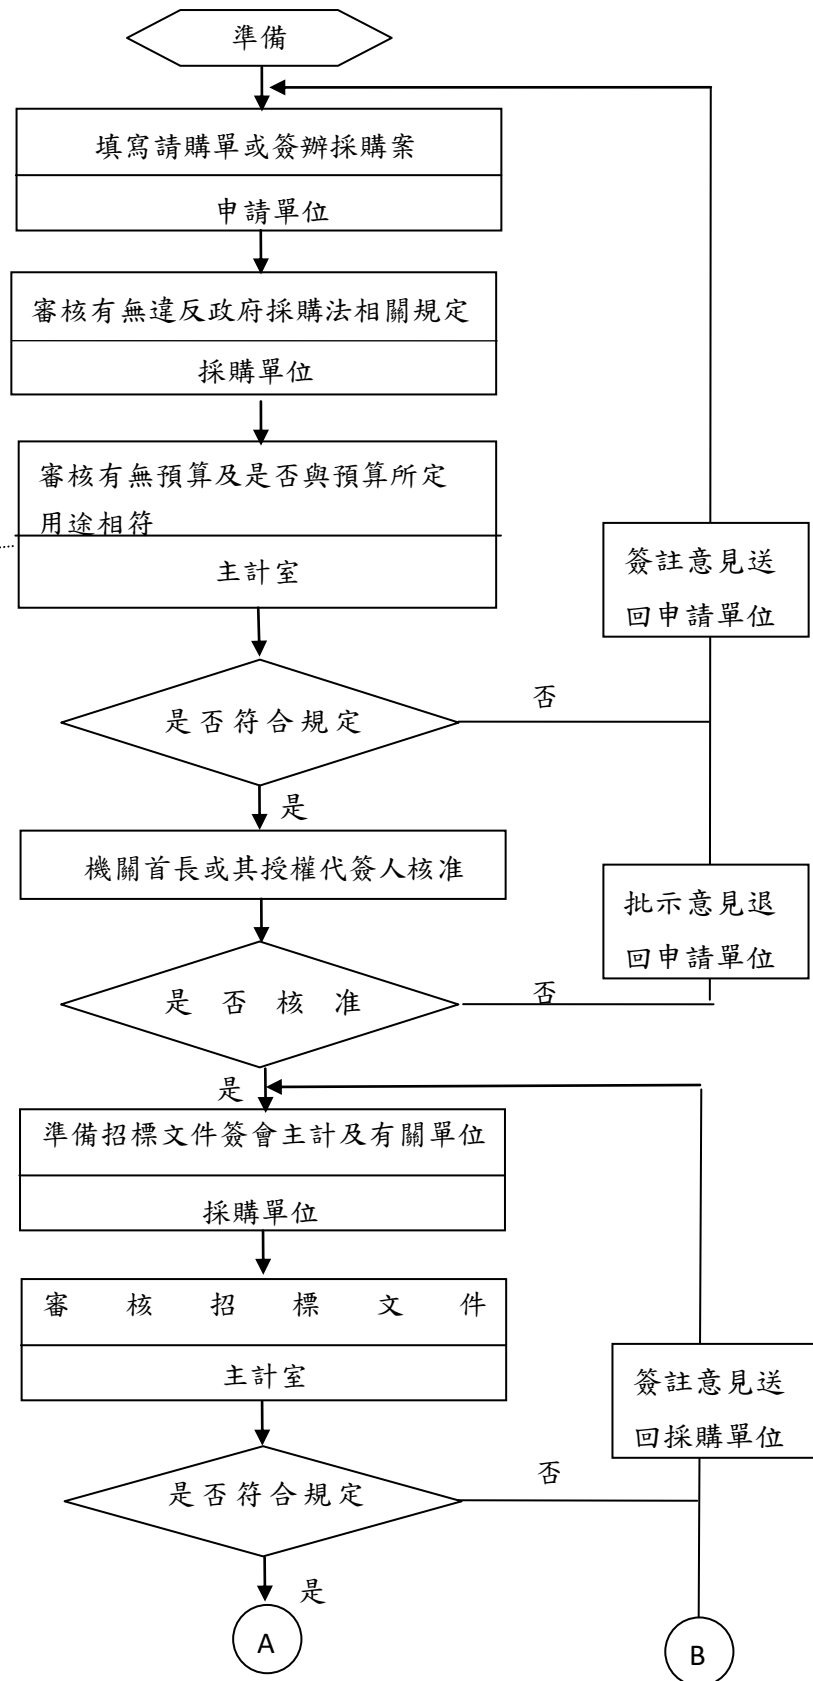 準備
填寫請購單或簽辦採購案
申請單位
審核有無違反政府採購法相關規定
採購單位
審核有無預算及是否與預算所定
用途相符
主計室
簽註意見送
回申請單位
是否符合規定
否
是
機關首長或其授權代簽人核准
批示意見退
回申請單位
是否核准
否
是
準備招標文件簽會主計及有關單位
採購單位
審核招標文件
主計室
簽註意見送
回採購單位
是否符合規定
否
是
A
B